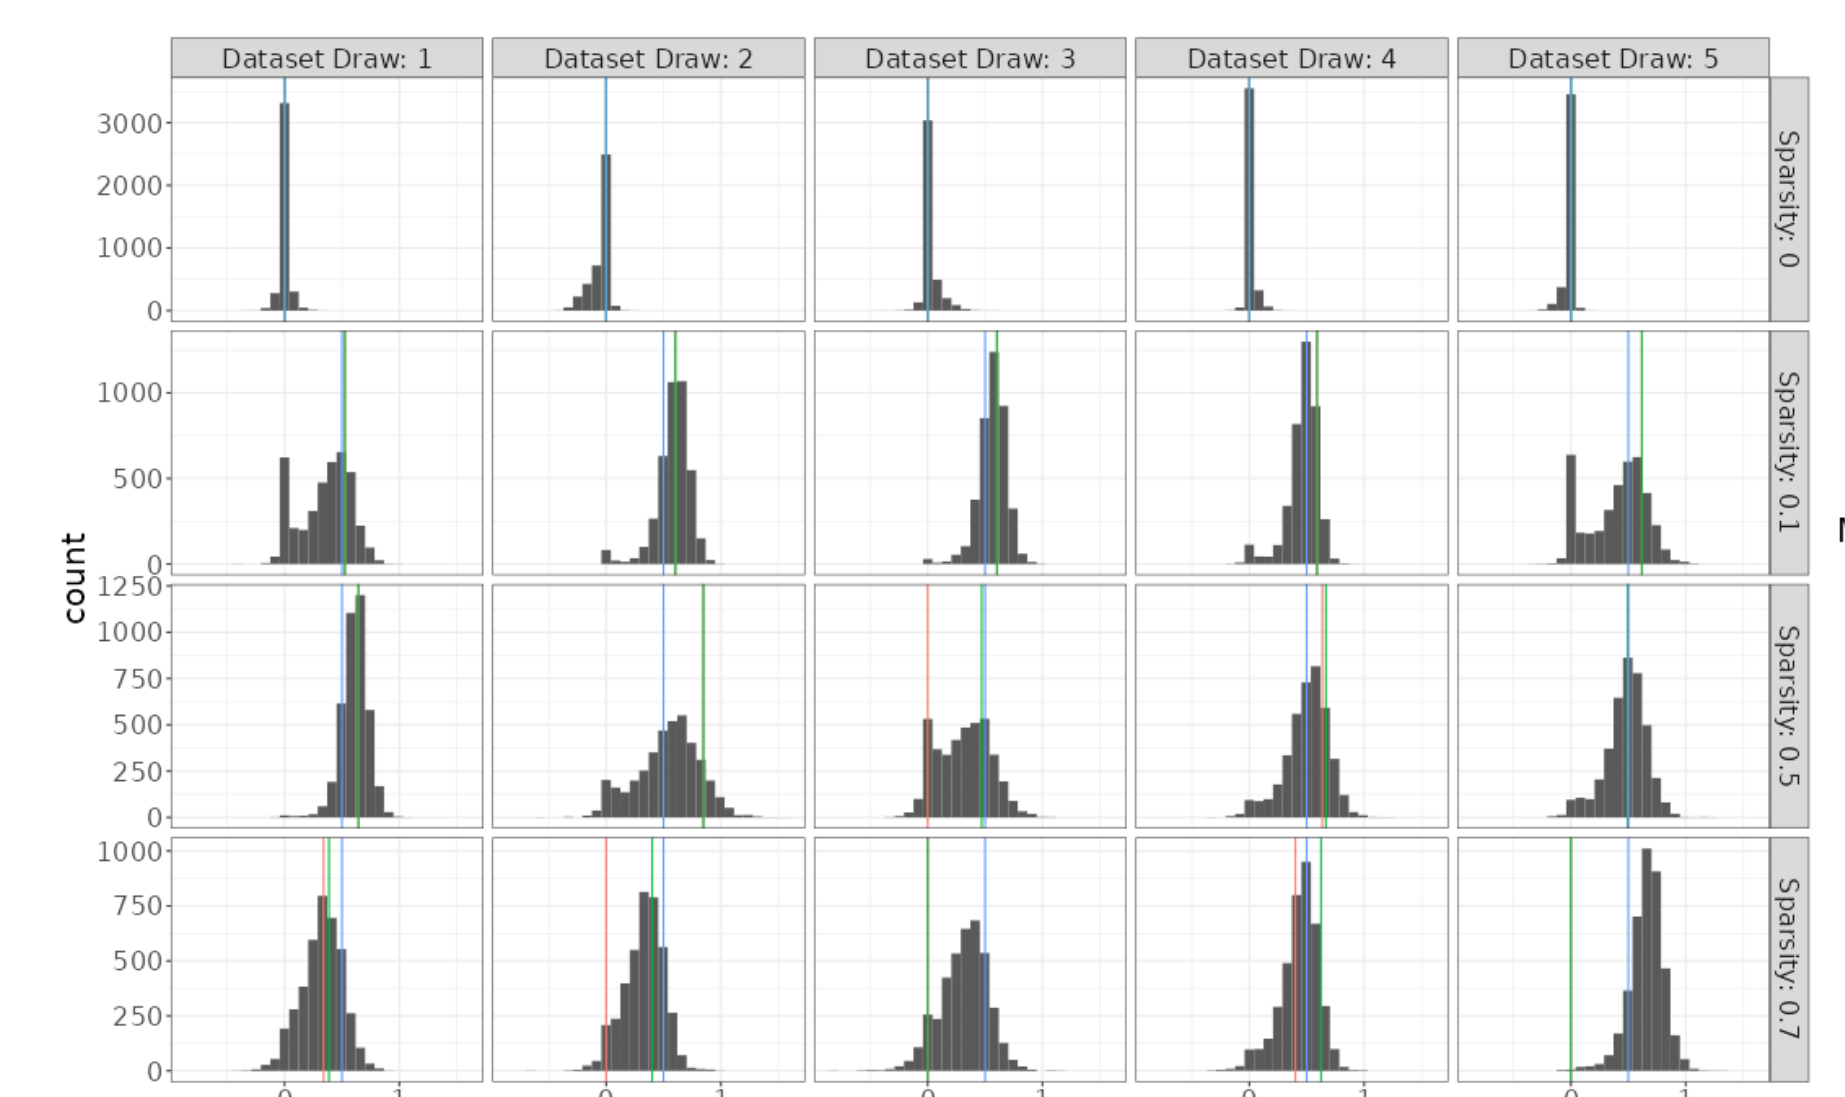 Dataset Draw: 1
Dataset Draw: 2
Dataset Draw: 3
Dataset Draw: 4
Dataset Draw: 5
3000
2000
1000
0
Sparsity: 0
1000
500
0
Sparsity: 0.1
count
1250
1000
750
500
250
0
Sparsity: 0.5
1000
750
500
250
0
Sparsity: 0.7
0 1 0 1 0 1 0 1 0 1